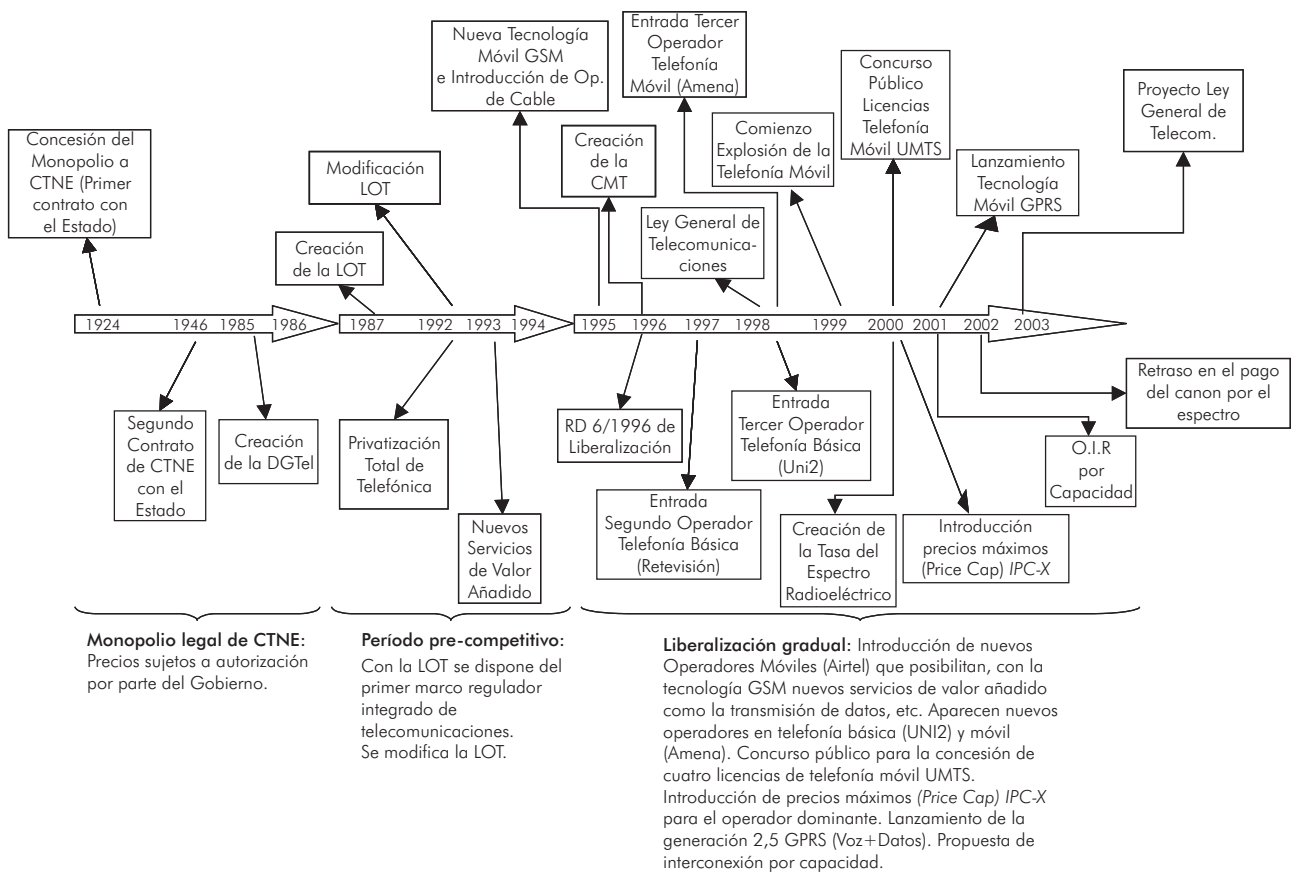 Nueva Tecnología
Móvil GSM
e Introducción de Op.
de Cable
Entrada Tercer
Operador
Telefonía
Móvil (Amena)
Concurso
Público
Licencias
Telefonía
Móvil UMTS
Proyecto Ley
General de
Telecom.
Concesión del
Monopolio a
CTNE (Primer
contrato con
el Estado)
Modificación
LOT
Creación
de la
CMT
Comienzo
Explosión de la
Telefonía Móvil
Lanzamiento
Tecnología
Móvil GPRS
Creación
de la LOT
Ley General de
Telecomunica-
ciones
1924 1946 1985 1986 1987 1992 1993 1994 1995 1996 1997 1998 1999 2000 2001 2002 2003
Segundo
Contrato
de CTNE
con el
Estado
Creación
de la DGTel
Privatización
Total de
Telefónica
Nuevos
Servicios
de Valor
Añadido
RD 6/1996 de
Liberalización
Entrada
Segundo Operador
Telefonía Básica
(Retevisión)
Entrada
Tercer Operador
Telefonía Básica
(Uni2)
Creación de
la Tasa del
Espectro
Radioeléctrico
Introducción
precios máximos
(Price Cap) IPC-X
O.I.R
por
Capacidad
Retraso en el pago
del canon por el
espectro
Monopolio legal de CTNE:
Precios sujetos a autorización
por parte del Gobierno.
Período pre-competitivo:
Con la LOT se dispone del
primer marco regulador
integrado de
telecomunicaciones.
Se modifica la LOT.
Liberalización gradual: Introducción de nuevos
Operadores Móviles (Airtel) que posibilitan, con la
tecnología GSM nuevos servicios de valor añadido
como la transmisión de datos, etc. Aparecen nuevos
operadores en telefonía básica (UNI2) y móvil
(Amena). Concurso público para la concesión de
cuatro licencias de telefonía móvil UMTS.
Introducción de precios máximos (Price Cap) IPC-X
para el operador dominante. Lanzamiento de la
generación 2,5 GPRS (Voz+Datos). Propuesta de
interconexión por capacidad.